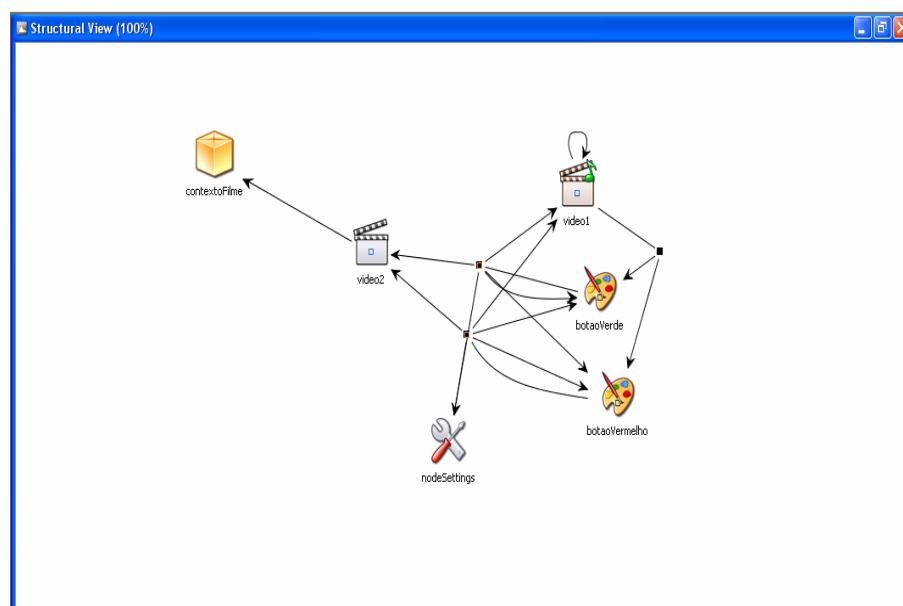 Structural View (100%)
contextoFilme
video1
video2
botaoVerde
botaoVermelho
nodeSettings